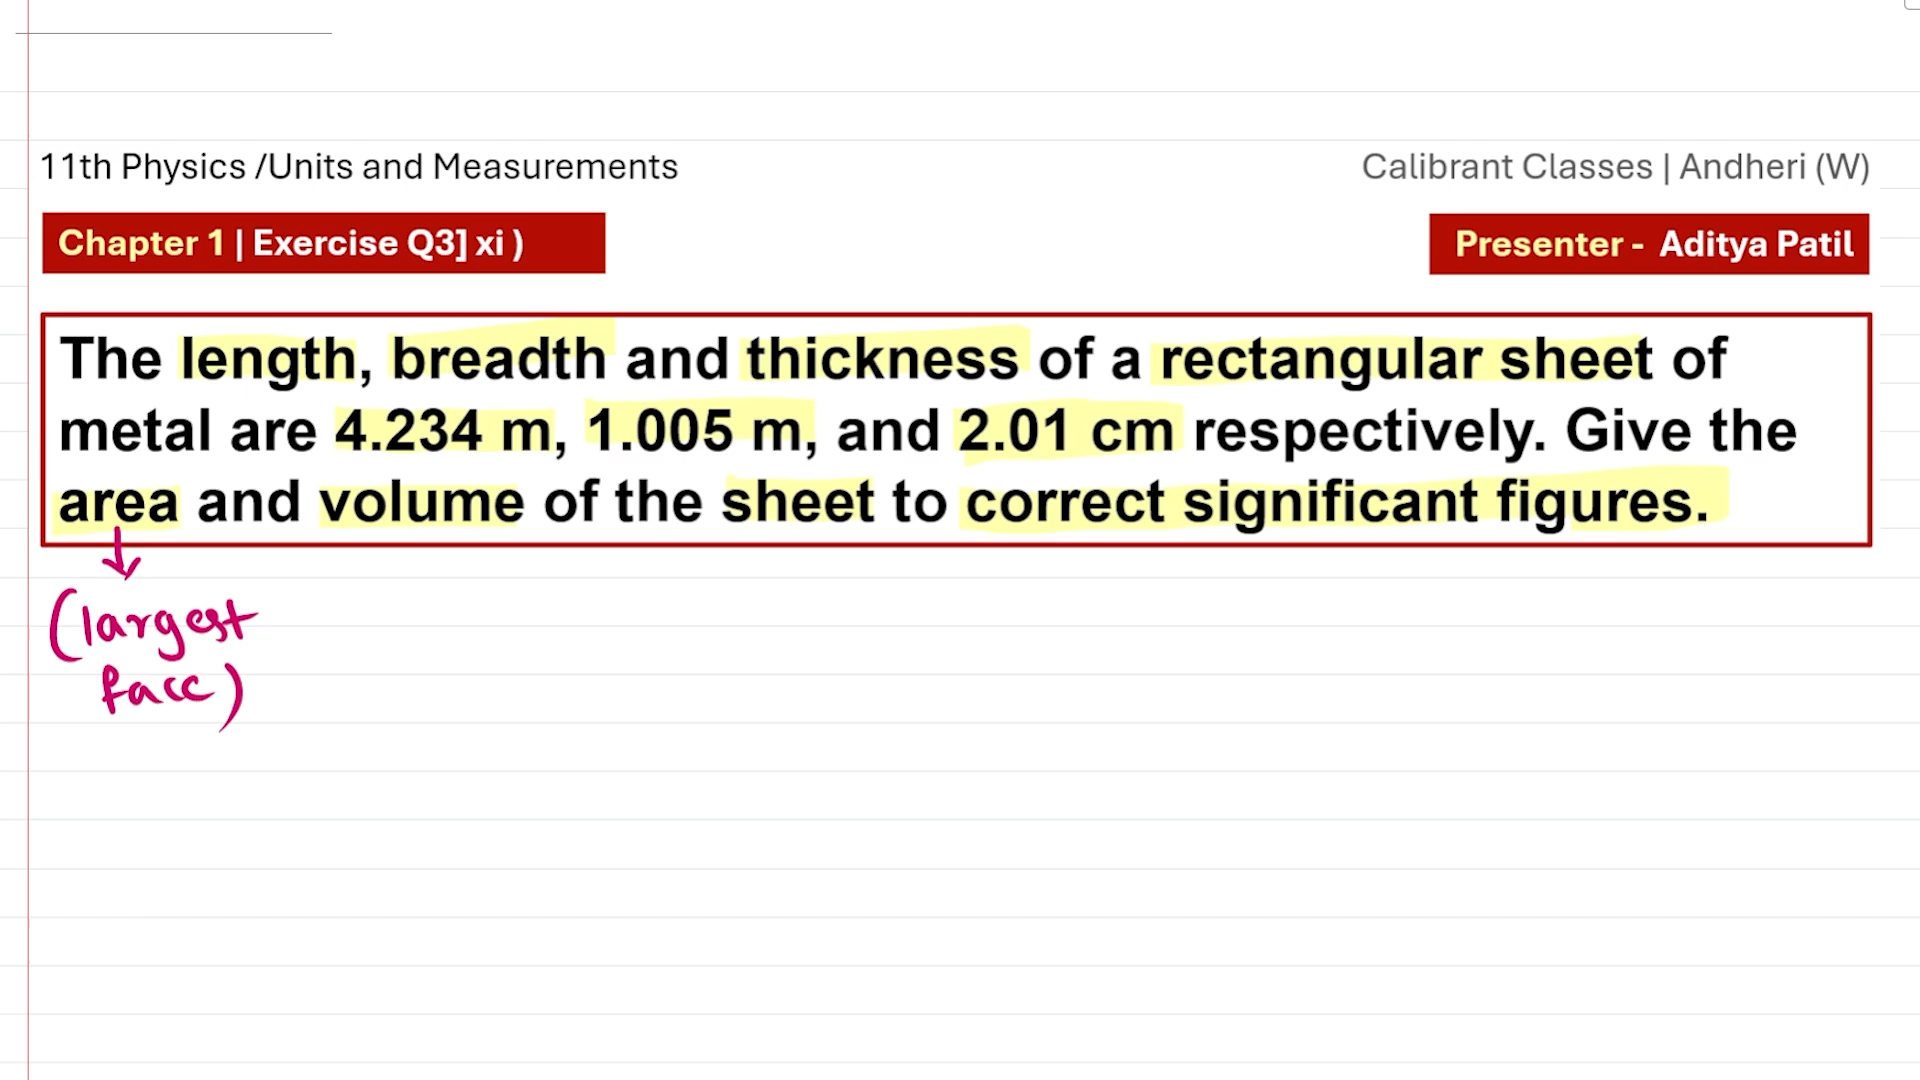 11th Physics /Units and Measurements
Calibrant Classes | Andheri (W)
Chapter 1 | Exercise Q3] xi )
Presenter - Aditya Patil
The length, breadth and thickness of a rectangular sheet of
metal are 4.234 m, 1.005 m, and 2.01 cm respectively. Give the
area and volume of the sheet to correct significant figures.
(largest
face)